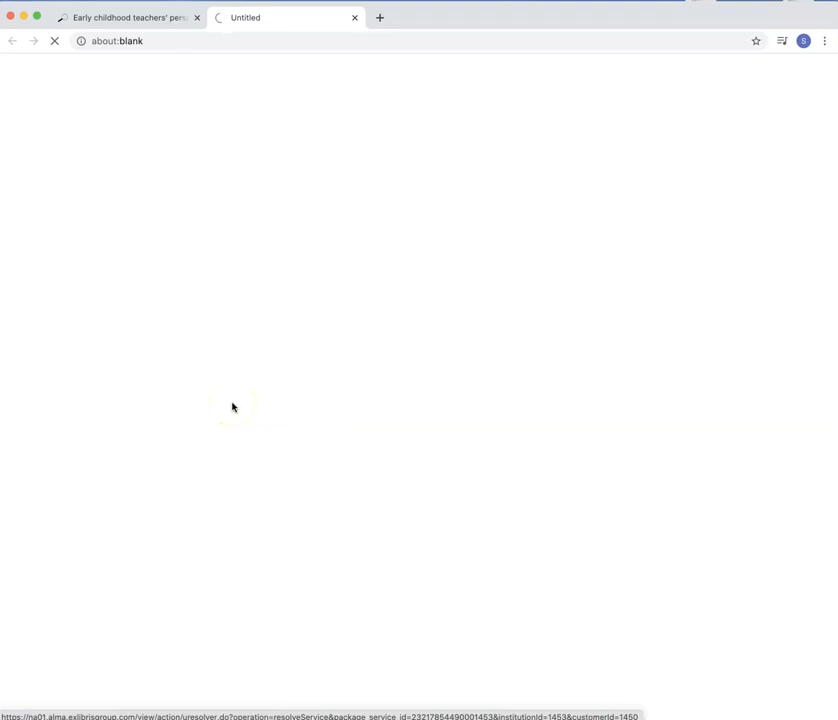 Early childhood teachers' pers
Untitled
about:blank
S
https://na01.alma.exlibrisgroup.com/view/action/uresolver.do?operation=resolveService&package_service_id=23217854490001453&institutionId=1453&customerId=1450